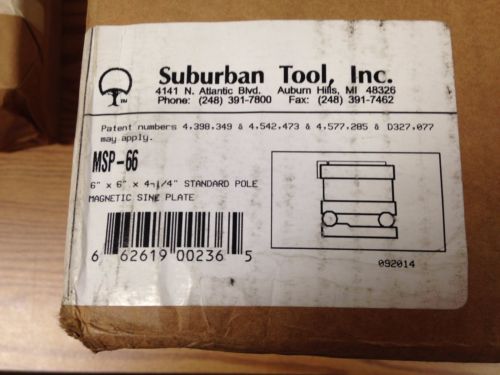 Suburban Tool, Inc.
4141 N. Atlantic Blvd. Auburn Hills, MI 48326
Phone: (248) 391-7800 Fax: (248) 391-7462
TM
Patent numbers 4,398,349 & 4,542,473 & 4,577,285 & D327,077
may apply.
MSP-66
6" x 6" x 4-1/4" STANDARD POLE
MAGNETIC SINE PLATE
6 62619 00236 5
092014